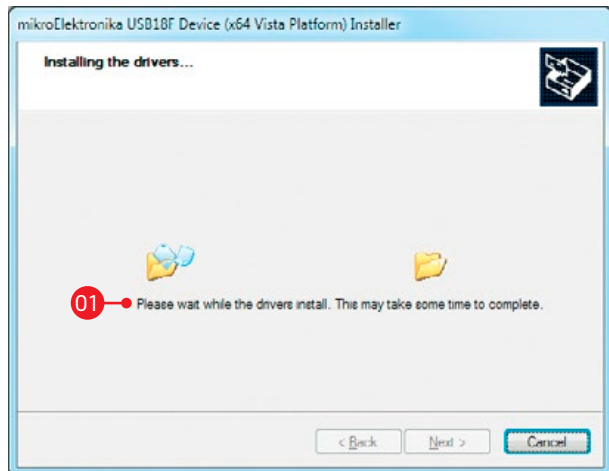 mikroElektronika USB18F Device (x64 Vista Platform) Installer
Installing the drivers...
01
Please wait while the drivers install. This may take some time to complete.
< Back
Next >
Cancel